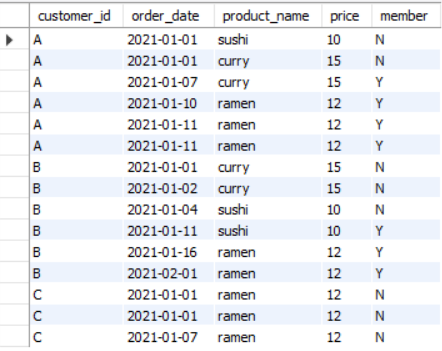 customer_id order_date product_name price member
A 2021-01-01 sushi 10 N
A 2021-01-01 curry 15 N
A 2021-01-07 curry 15 Y
A 2021-01-10 ramen 12 Y
A 2021-01-11 ramen 12 Y
A 2021-01-11 ramen 12 Y
B 2021-01-01 curry 15 N
B 2021-01-02 curry 15 N
B 2021-01-04 sushi 10 N
B 2021-01-11 sushi 10 Y
B 2021-01-16 ramen 12 Y
B 2021-02-01 ramen 12 Y
C 2021-01-01 ramen 12 N
C 2021-01-01 ramen 12 N
C 2021-01-07 ramen 12 N